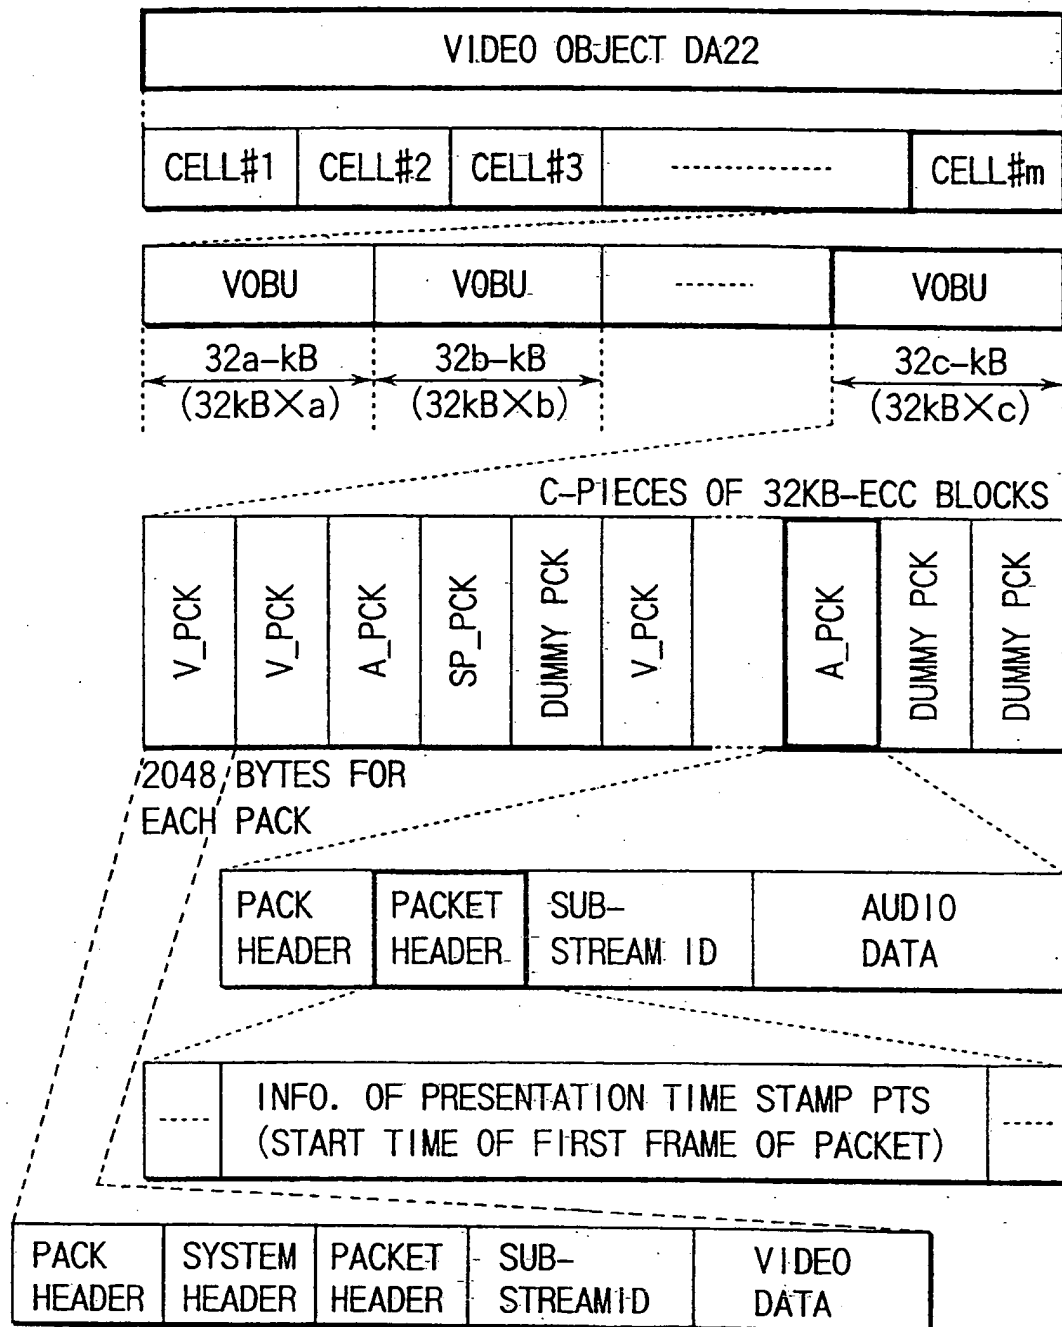 VIDEO OBJECT DA22
CELL#1 CELL#2 CELL#3 CELL#m
VOBU VOBU VOBU
32a-kB 32b-kB 32c-kB
(32kB×a) (32kB×b) (32kB×c)
C-PIECES OF 32KB-ECC BLOCKS
V_PCK V_PCK A_PCK SP_PCK DUMMY PCK V_PCK A_PCK DUMMY PCK DUMMY PCK
2048 BYTES FOR
EACH PACK
PACK PACKET SUB- AUDIO
HEADER HEADER STREAM ID DATA
INFO. OF PRESENTATION TIME STAMP PTS
(START TIME OF FIRST FRAME OF PACKET)
PACK SYSTEM PACKET SUB- VIDEO
HEADER HEADER HEADER STREAMID DATA